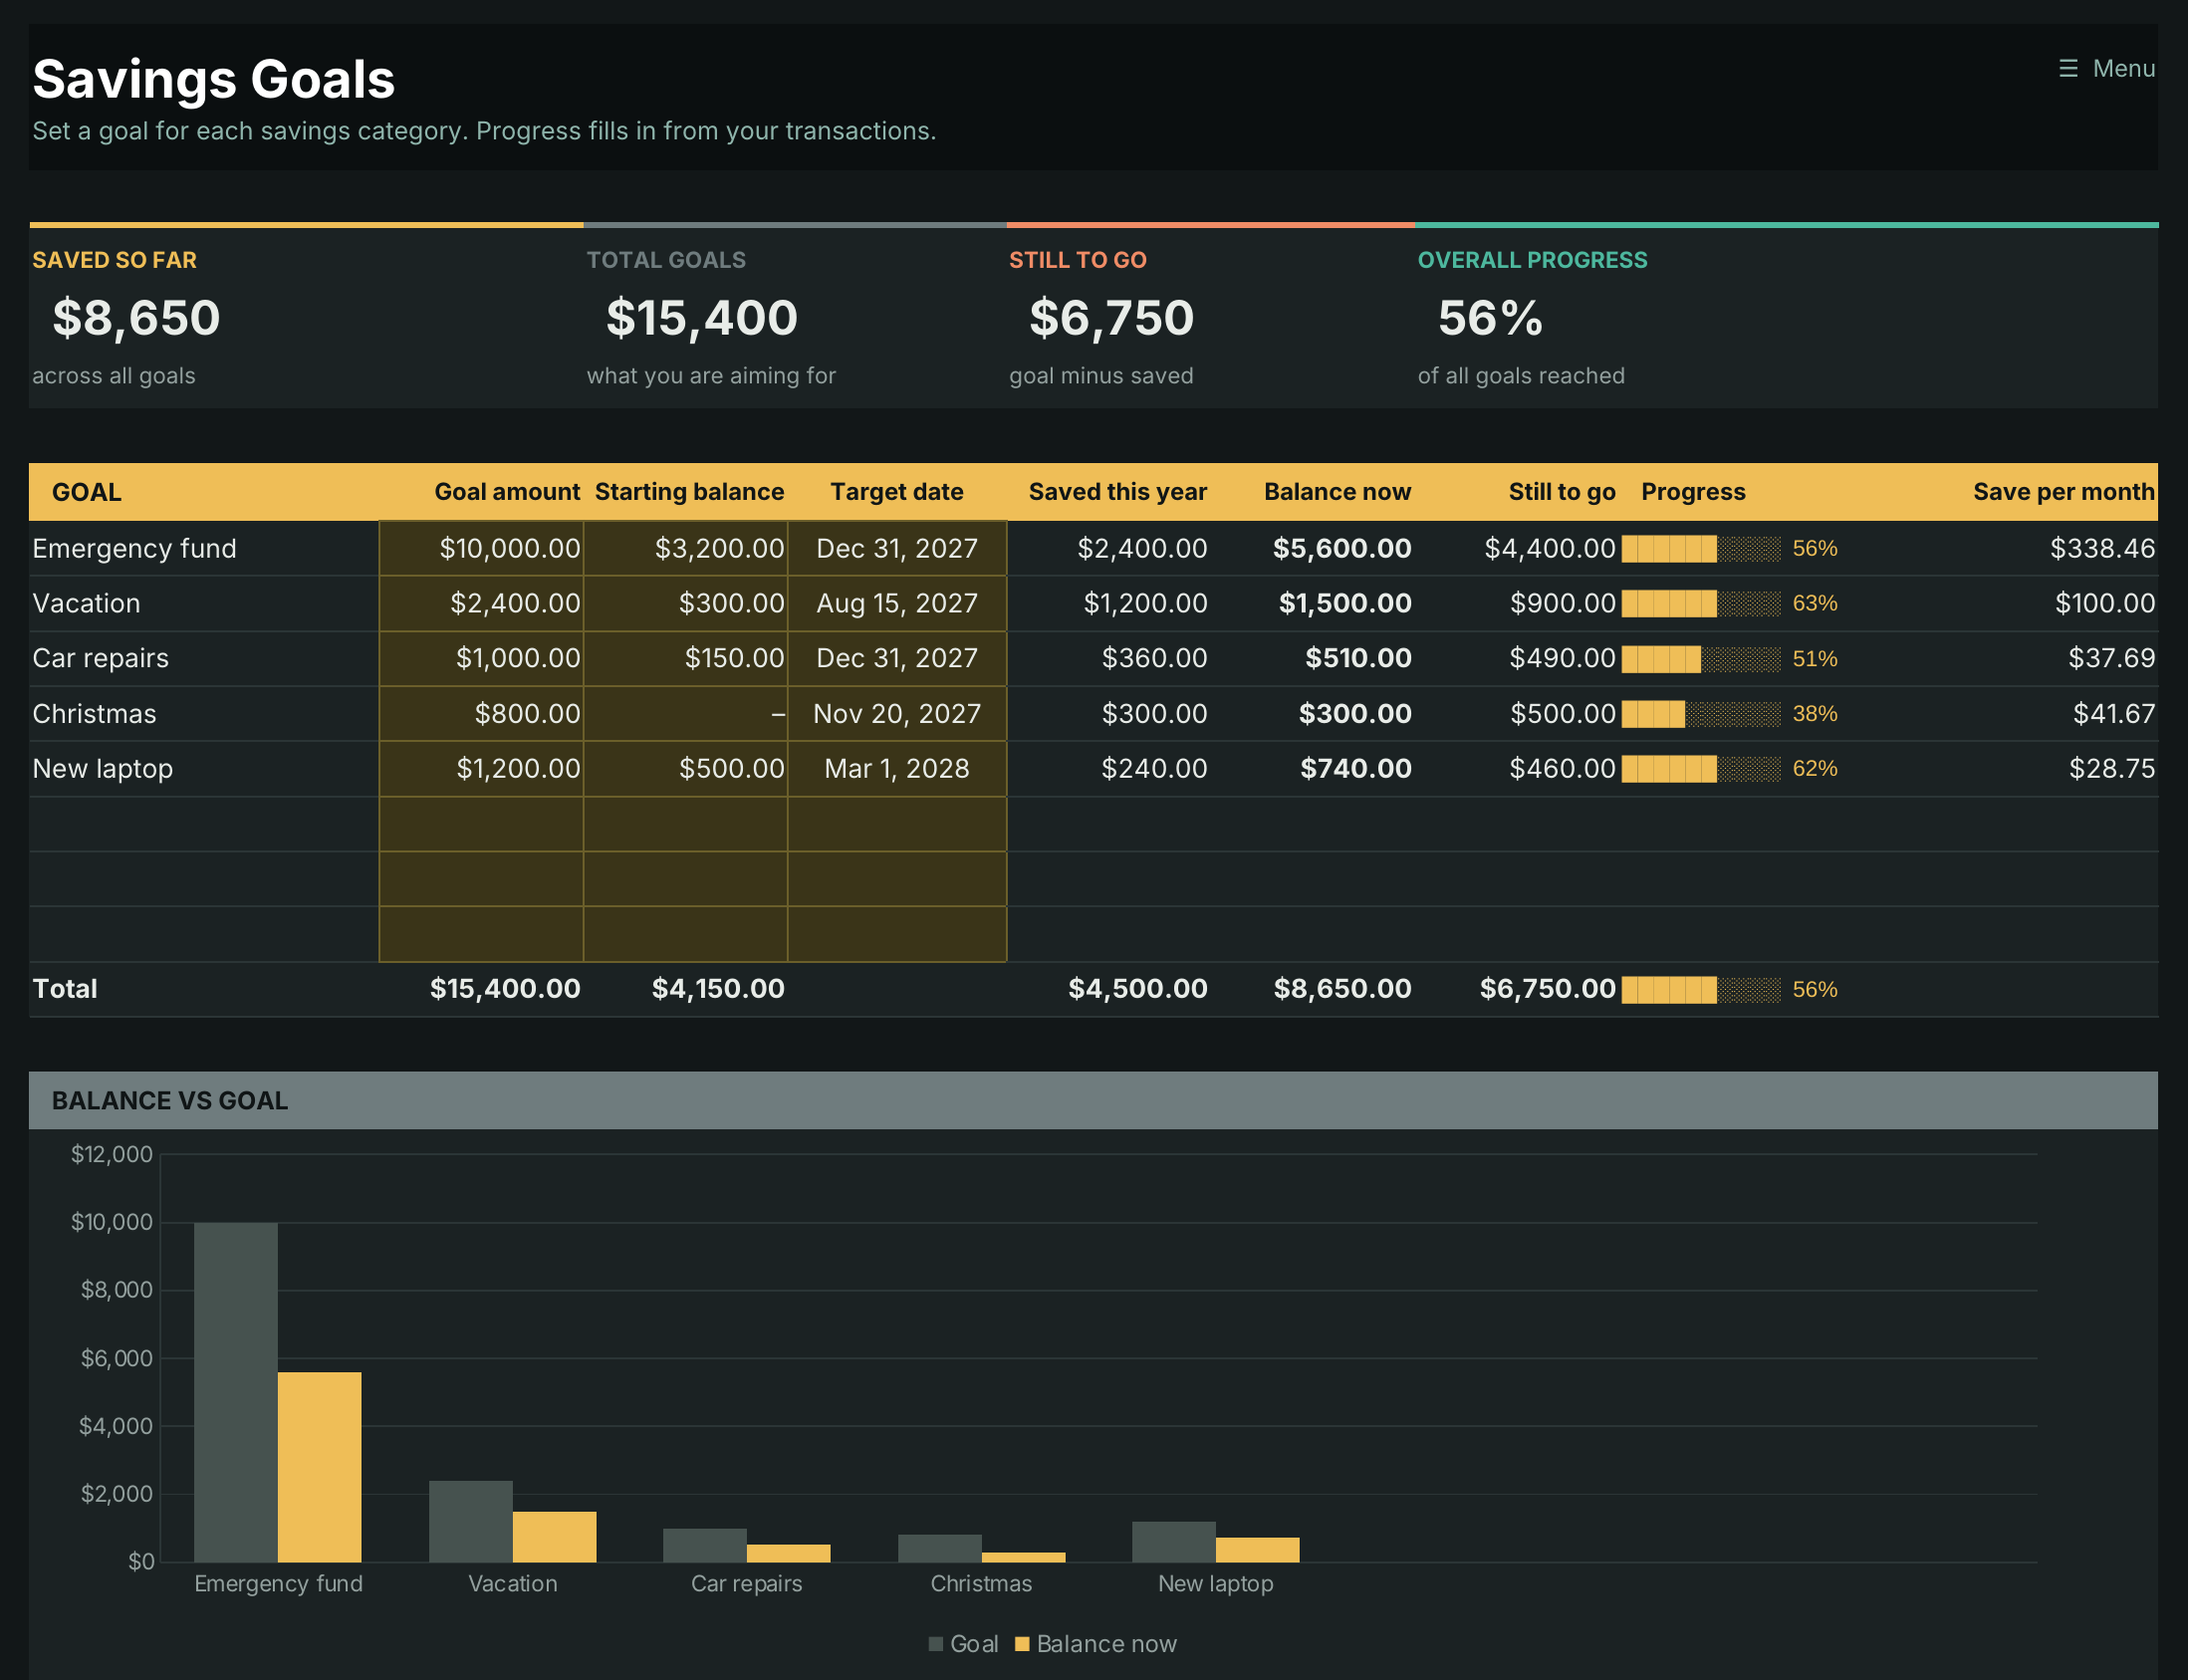 Savings Goals
☰ Menu
Set a goal for each savings category. Progress fills in from your transactions.
SAVED SO FAR TOTAL GOALS STILL TO GO OVERALL PROGRESS
$8,650 $15,400 $6,750 56%
across all goals what you are aiming for goal minus saved of all goals reached
GOAL Goal amount Starting balance Target date Saved this year Balance now Still to go Progress Save per month
Emergency fund $10,000.00 $3,200.00 Dec 31, 2027 $2,400.00 $5,600.00 $4,400.00 56% $338.46
Vacation $2,400.00 $300.00 Aug 15, 2027 $1,200.00 $1,500.00 $900.00 63% $100.00
Car repairs $1,000.00 $150.00 Dec 31, 2027 $360.00 $510.00 $490.00 51% $37.69
Christmas $800.00 – Nov 20, 2027 $300.00 $300.00 $500.00 38% $41.67
New laptop $1,200.00 $500.00 Mar 1, 2028 $240.00 $740.00 $460.00 62% $28.75
Total $15,400.00 $4,150.00 $4,500.00 $8,650.00 $6,750.00 56%
BALANCE VS GOAL
$12,000
$10,000
$8,000
$6,000
$4,000
$2,000
$0
Emergency fund Vacation Car repairs Christmas New laptop
Goal Balance now